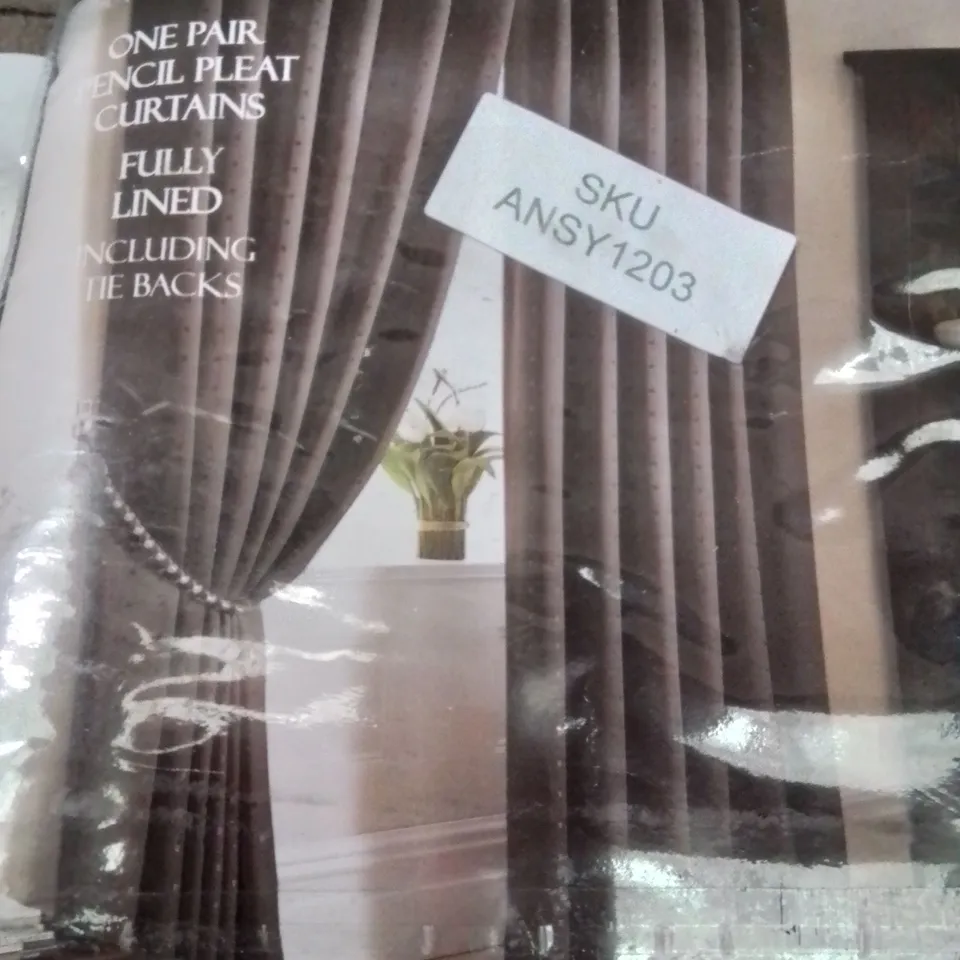 ONE PAIR
PENCIL PLEAT
CURTAINS
FULLY
LINED
INCLUDING
TIE BACKS
SKU
ANSY1203